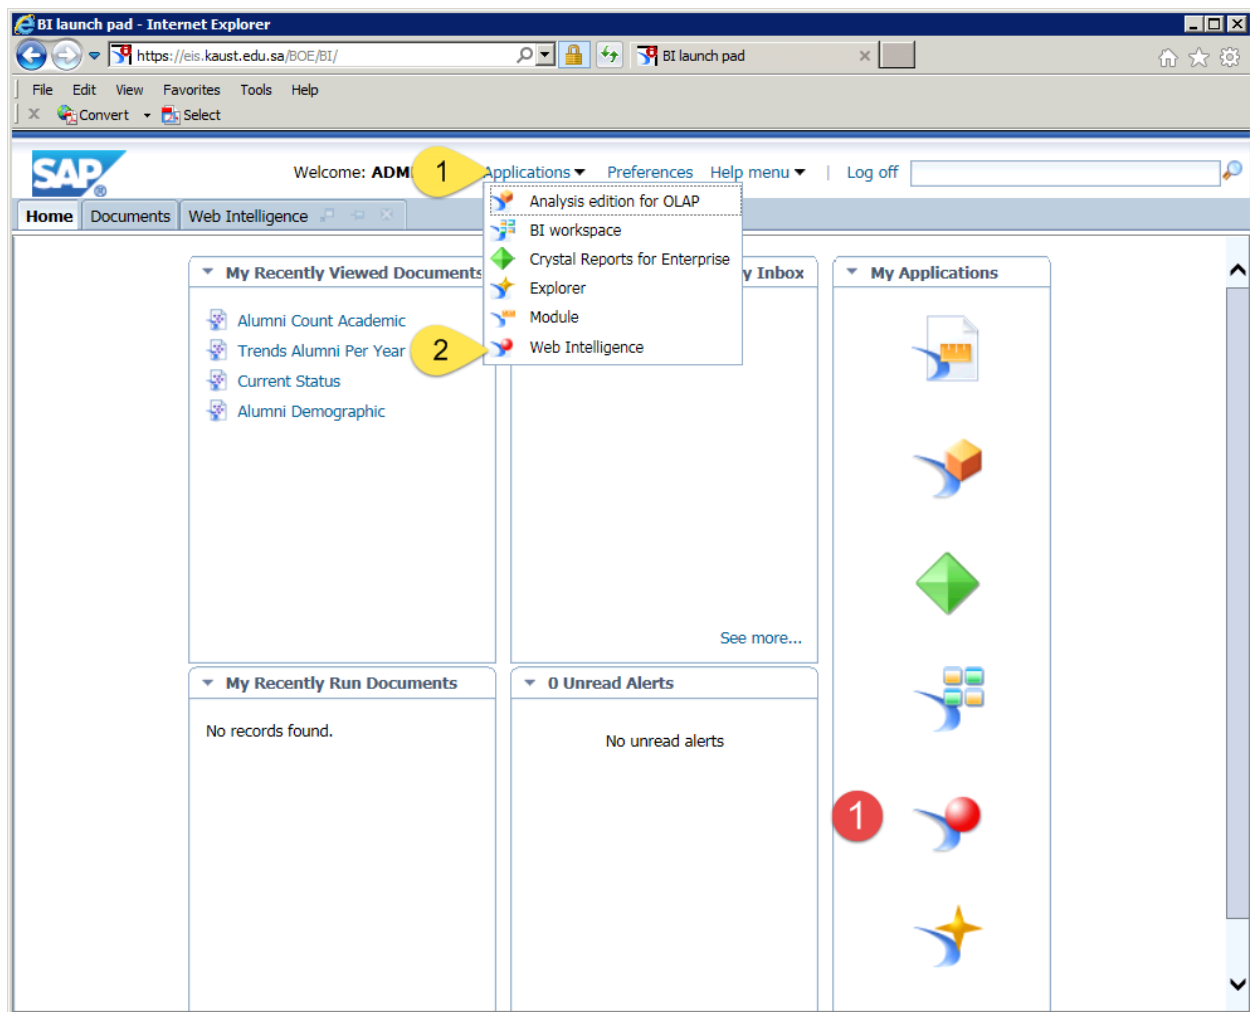 BI launch pad - Internet Explorer
https://eis.kaust.edu.sa/BOE/BI/
BI launch pad
File Edit View Favorites Tools Help
Convert Select
SAP ®
Welcome: ADM
1
Applications Preferences Help menu | Log off
Home Documents Web Intelligence
Analysis edition for OLAP
BI workspace
Crystal Reports for Enterprise
Explorer
Module
2
Web Intelligence
My Recently Viewed Documents
Alumni Count Academic
Trends Alumni Per Year
Current Status
Alumni Demographic
y Inbox
See more...
My Applications
1
My Recently Run Documents
No records found.
0 Unread Alerts
No unread alerts